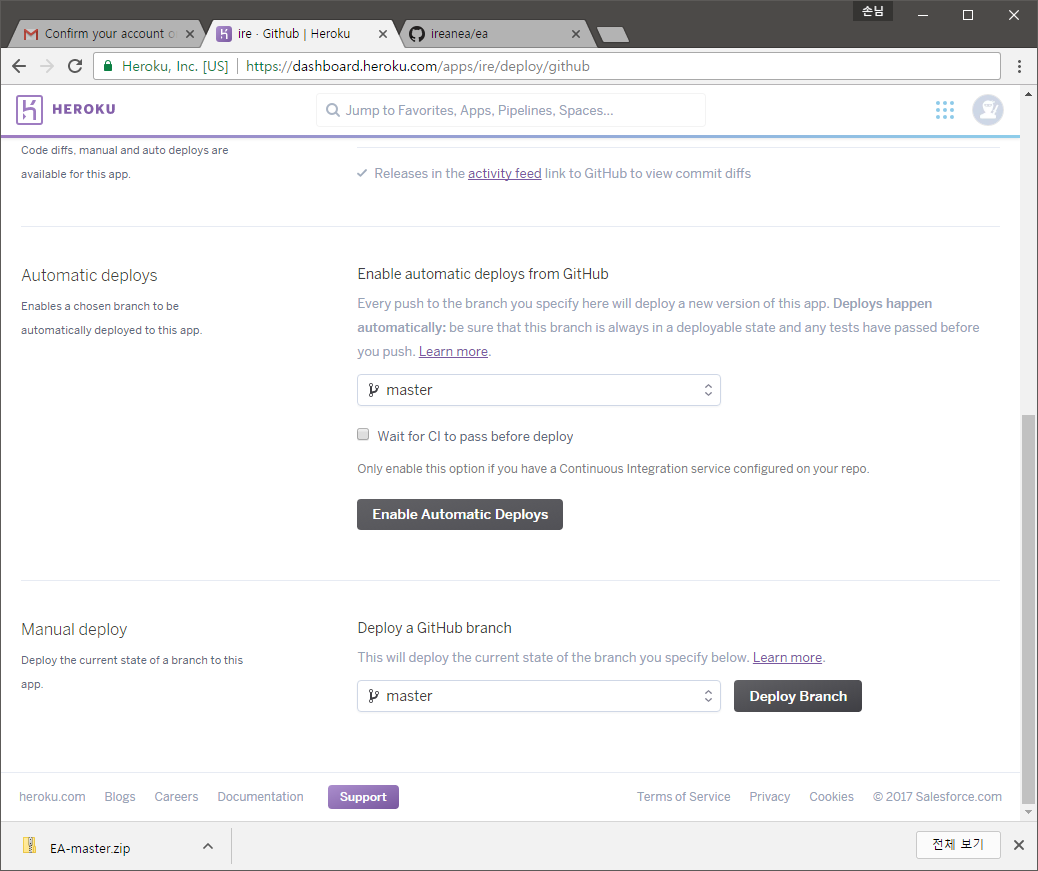 손님
Confirm your account o
ire · Github | Heroku
ireanea/ea
Heroku, Inc. [US]
https://dashboard.heroku.com/apps/ire/deploy/github
HEROKU
Jump to Favorites, Apps, Pipelines, Spaces...
Code diffs, manual and auto deploys are
available for this app.
Releases in the activity feed link to GitHub to view commit diffs
Automatic deploys
Enables a chosen branch to be
automatically deployed to this app.
Enable automatic deploys from GitHub
Every push to the branch you specify here will deploy a new version of this app. Deploys happen
automatically: be sure that this branch is always in a deployable state and any tests have passed before
you push. Learn more.
master
Wait for CI to pass before deploy
Only enable this option if you have a Continuous Integration service configured on your repo.
Enable Automatic Deploys
Manual deploy
Deploy the current state of a branch to this
app.
Deploy a GitHub branch
This will deploy the current state of the branch you specify below. Learn more.
master
Deploy Branch
heroku.com
Blogs
Careers
Documentation
Support
Terms of Service
Privacy
Cookies
© 2017 Salesforce.com
EA-master.zip
전체 보기